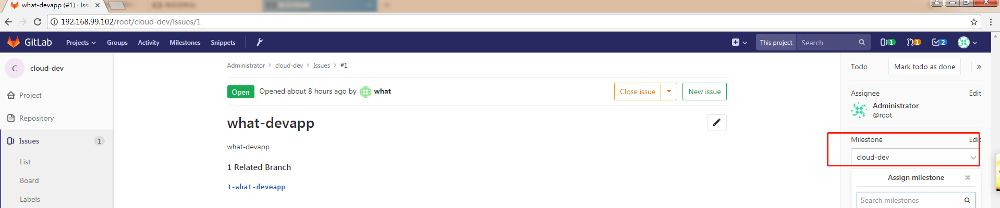 what-devapp (#1) · Issu
192.168.99.102/root/cloud-dev/issues/1
GitLab Projects Groups Activity Milestones Snippets This project Search 1 1 2
C cloud-dev
Administrator > cloud-dev > Issues > #1
Todo Mark todo as done »
Open Opened about 8 hours ago by what Close issue New issue
Project
Assignee Edit
Administrator
@root
Repository
what-devapp
Issues 1
Milestone Edit
what-devapp
cloud-dev
List
1 Related Branch
Board
Assign milestone
1-what-deveapp
Labels
Search milestones